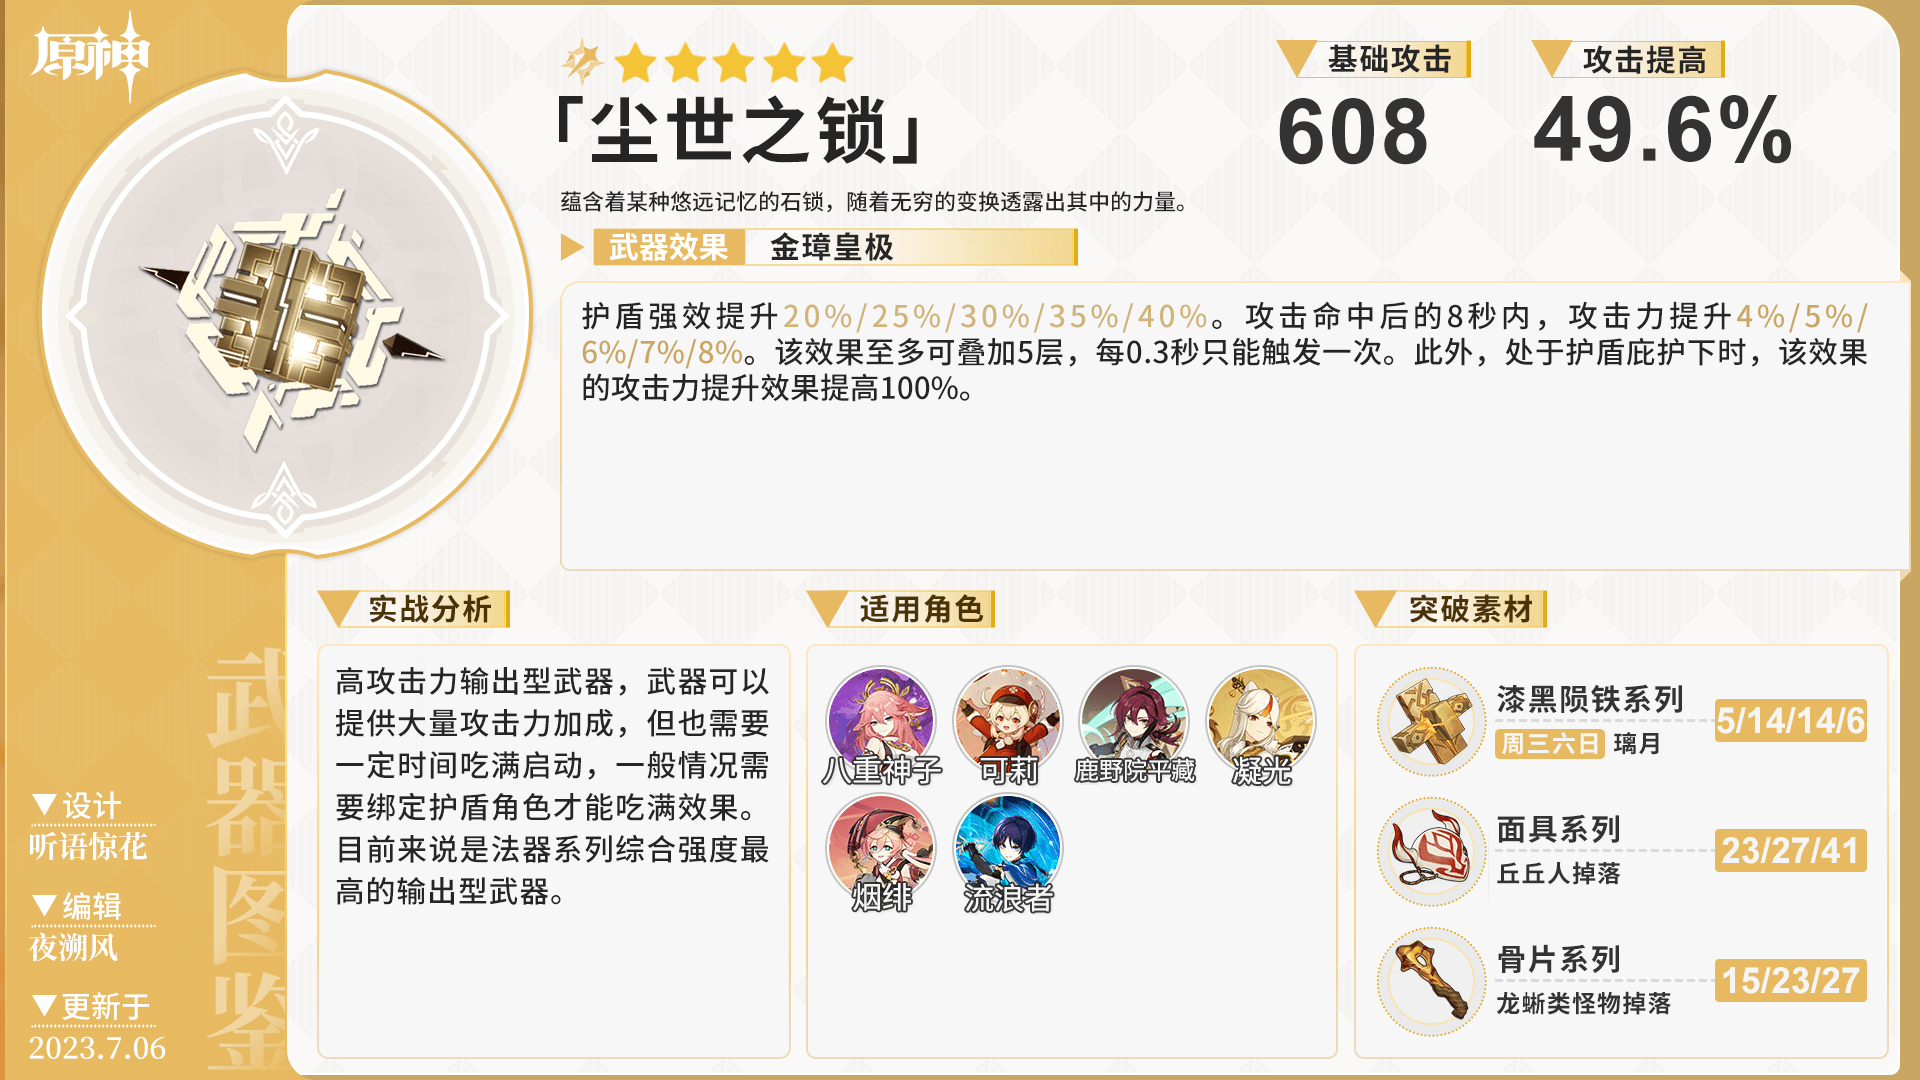 原神
「尘世之锁」
基础攻击
608
攻击提高
49.6%
蕴含着某种悠远记忆的石锁，随着无穷的变换透露出其中的力量。
武器效果 金璋皇极
护盾强效提升20%/25%/30%/35%/40%。攻击命中后的8秒内，攻击力提升4%/5%/
6%/7%/8%。该效果至多可叠加5层，每0.3秒只能触发一次。此外，处于护盾庇护下时，该效果
的攻击力提升效果提高100%。
实战分析
高攻击力输出型武器，武器可以
提供大量攻击力加成，但也需要
一定时间吃满启动，一般情况需
要绑定护盾角色才能吃满效果。
目前来说是法器系列综合强度最
高的输出型武器。
适用角色
八重神子
可莉
鹿野院平藏
凝光
烟绯
流浪者
突破素材
漆黑陨铁系列
周三六日 璃月
5/14/14/6
面具系列
丘丘人掉落
23/27/41
骨片系列
龙蜥类怪物掉落
15/23/27
武器图鉴
▼设计
听语惊花
▼编辑
夜溯风
▼更新于
2023.7.06